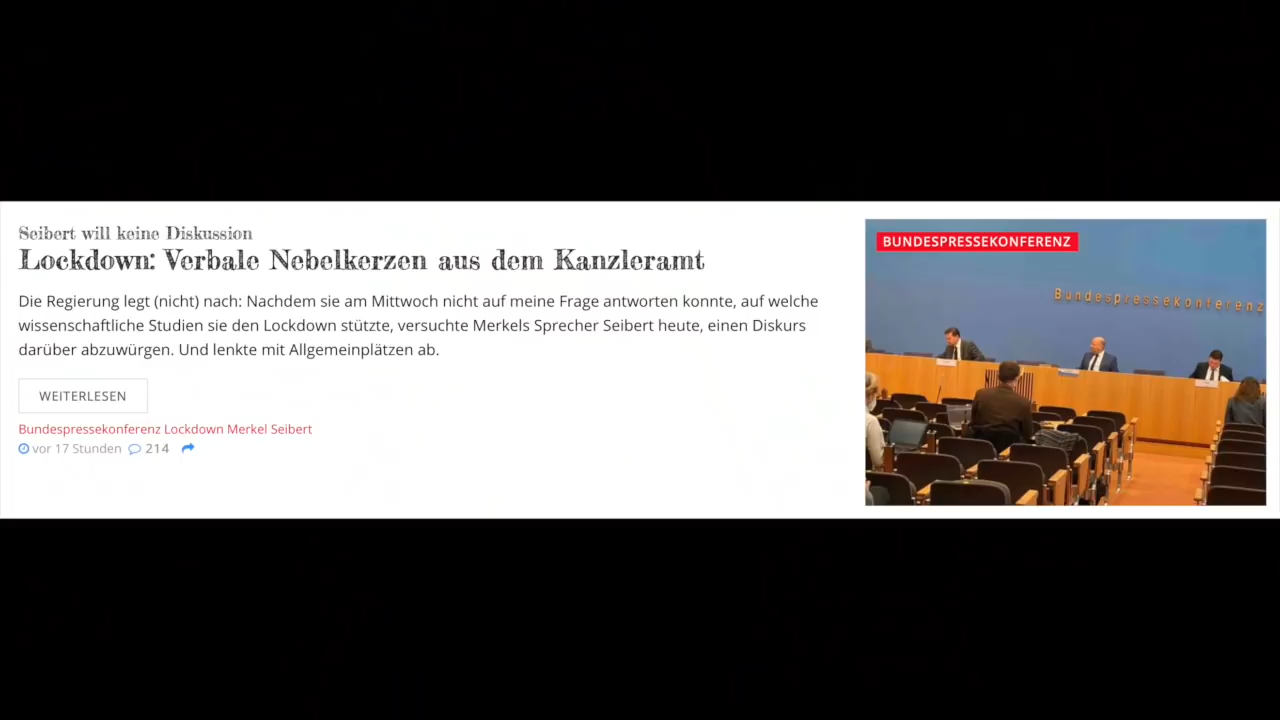 Seibert will keine Diskussion
Lockdown: Verbale Nebelkerzen aus dem Kanzleramt
Die Regierung legt (nicht) nach: Nachdem sie am Mittwoch nicht auf meine Frage antworten konnte, auf welche
wissenschaftliche Studien sie den Lockdown stützte, versuchte Merkels Sprecher Seibert heute, einen Diskurs
darüber abzuwürgen. Und lenkte mit Allgemeinplätzen ab.
WEITERLESEN
Bundespressekonferenz Lockdown Merkel Seibert
vor 17 Stunden 214
BUNDESPRESSEKONFERENZ
Bundespressekonferenz